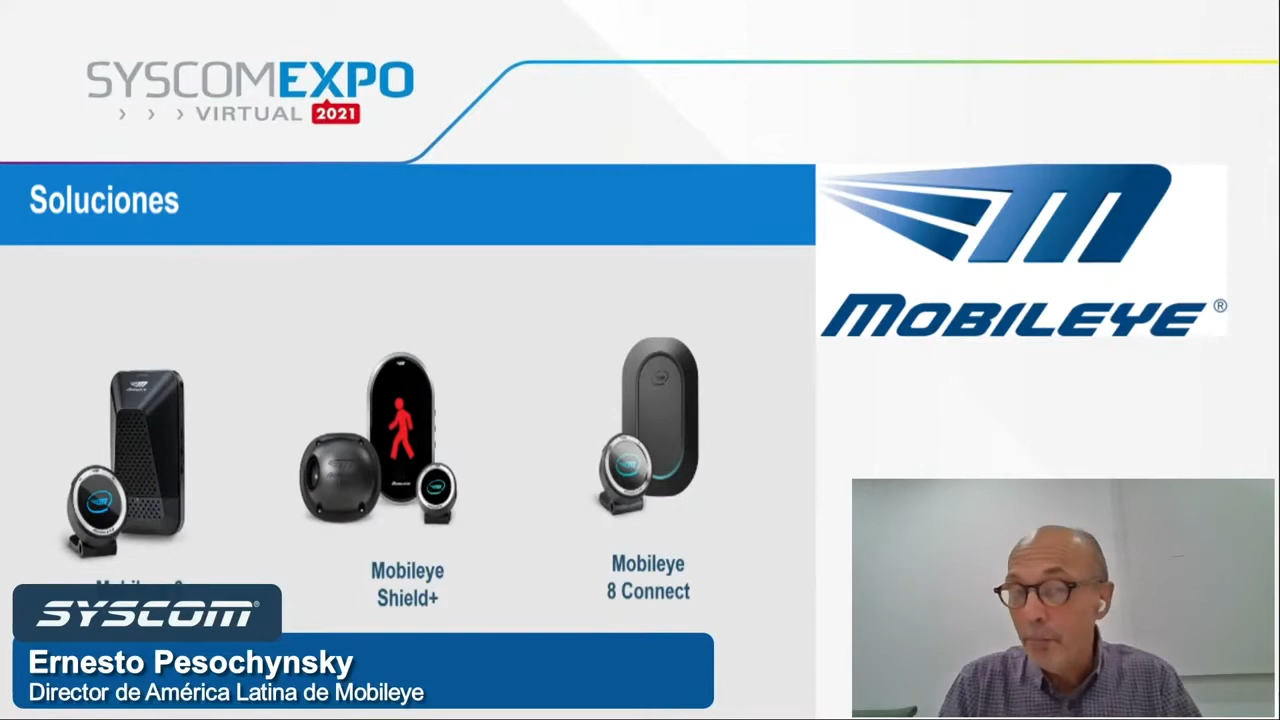 SYSCOMEXPO
VIRTUAL 2021
Soluciones
MOBILEYE®
Mobileye
Shield+
Mobileye
8 Connect
SYSCOM®
Ernesto Pesochynsky
Director de América Latina de Mobileye